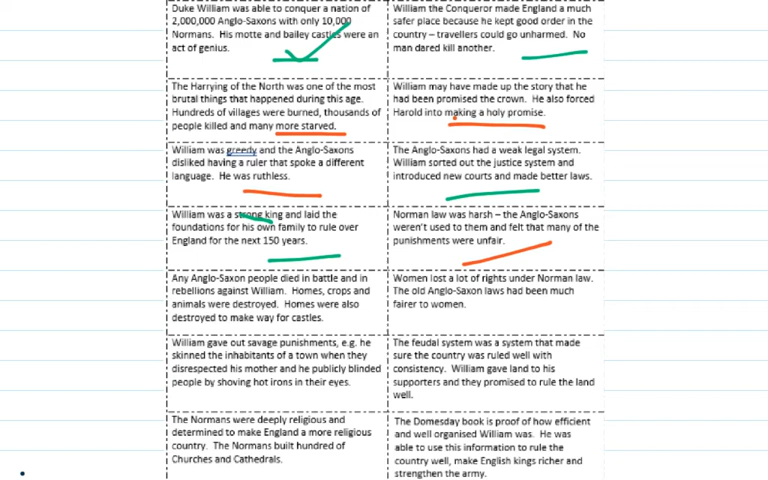 Duke William was able to conquer a nation of
2,000,000 Anglo-Saxons with only 10,000
Normans. His motte and bailey castles were an
act of genius.
William the Conqueror made England a much
safer place because he kept good order in the
country – travellers could go unharmed. No
man dared kill another.
The Harrying of the North was one of the most
brutal things that happened during this age.
Hundreds of villages were burned, thousands of
people killed and many more starved.
William may have made up the story that he
had been promised the crown. He also forced
Harold into making a holy promise.
William was greedy and the Anglo-Saxons
disliked having a ruler that spoke a different
language. He was ruthless.
The Anglo-Saxons had a weak legal system.
William sorted out the justice system and
introduced new courts and made better laws.
William was a strong king and laid the
foundations for his own family to rule over
England for the next 150 years.
Norman law was harsh – the Anglo-Saxons
weren't used to them and felt that many of the
punishments were unfair.
Any Anglo-Saxon people died in battle and in
rebellions against William. Homes, crops and
animals were destroyed. Homes were also
destroyed to make way for castles.
Women lost a lot of rights under Norman law.
The old Anglo-Saxon laws had been much
fairer to women.
William gave out savage punishments, e.g. he
skinned the inhabitants of a town when they
disrespected his mother and he publicly blinded
people by shoving hot irons in their eyes.
The feudal system was a system that made
sure the country was ruled well with
consistency. William gave land to his
supporters and they promised to rule the land
well.
The Normans were deeply religious and
determined to make England a more religious
country. The Normans built hundred of
Churches and Cathedrals.
The Domesday book is proof of how efficient
and well organised William was. He was
able to use this information to rule the
country well, make English kings richer and
strengthen the army.